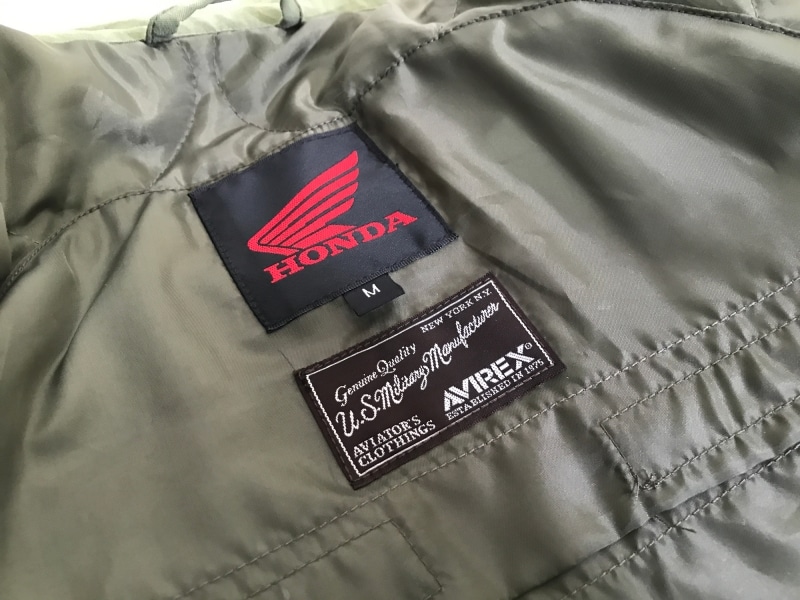 HONDA
M
Genuine Quality NEW YORK N.Y.
U.S. Military Manufacturer
AVIATOR'S
CLOTHINGS
AVIREX®
ESTABLISHED IN 1975